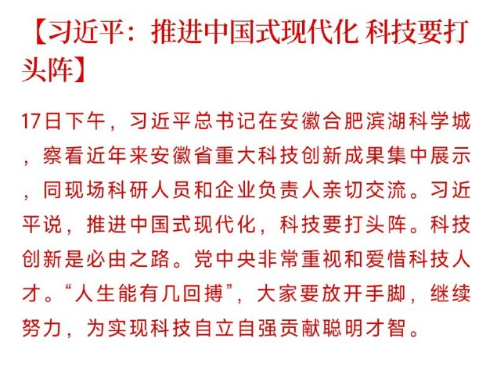 【习近平：推进中国式现代化 科技要打
头阵】
17日下午，习近平总书记在安徽合肥滨湖科学城
，察看近年来安徽省重大科技创新成果集中展示
，同现场科研人员和企业负责人亲切交流。习近
平说，推进中国式现代化，科技要打头阵。科技
创新是必由之路。党中央非常重视和爱惜科技人
才。“人生能有几回搏”，大家要放开手脚，继续
努力，为实现科技自立自强贡献聪明才智。